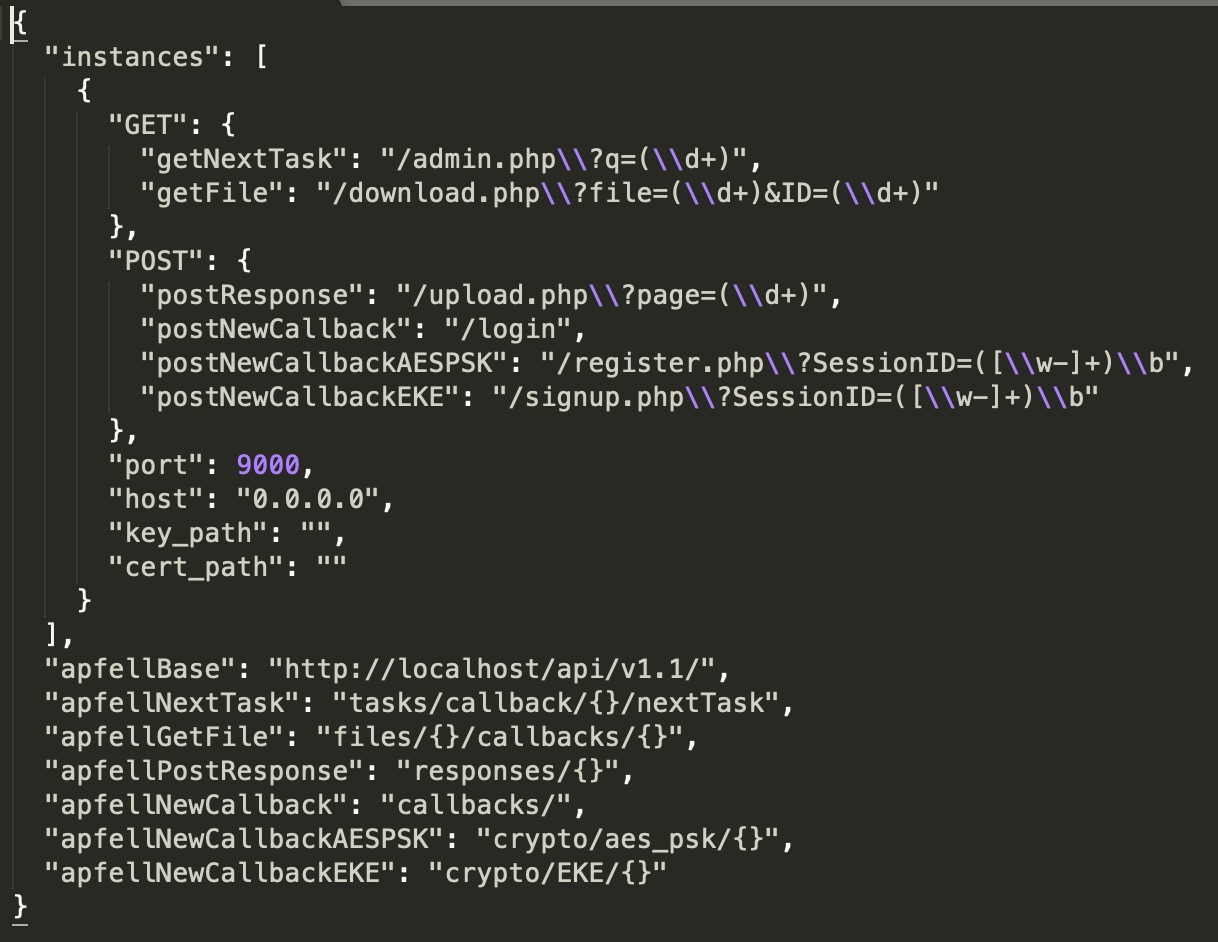 {
  "instances": [
    {
      "GET": {
        "getNextTask": "/admin.php\\?q=(\\d+)",
        "getFile": "/download.php\\?file=(\\d+)&ID=(\\d+)"
      },
      "POST": {
        "postResponse": "/upload.php\\?page=(\\d+)",
        "postNewCallback": "/login",
        "postNewCallbackAESPSK": "/register.php\\?SessionID=([\\w-]+)\\b",
        "postNewCallbackEKE": "/signup.php\\?SessionID=([\\w-]+)\\b"
      },
      "port": 9000,
      "host": "0.0.0.0",
      "key_path": "",
      "cert_path": ""
    }
  ],
  "apfellBase": "http://localhost/api/v1.1/",
  "apfellNextTask": "tasks/callback/{}/nextTask",
  "apfellGetFile": "files/{}/callbacks/{}",
  "apfellPostResponse": "responses/{}",
  "apfellNewCallback": "callbacks/",
  "apfellNewCallbackAESPSK": "crypto/aes_psk/{}",
  "apfellNewCallbackEKE": "crypto/EKE/{}"
}